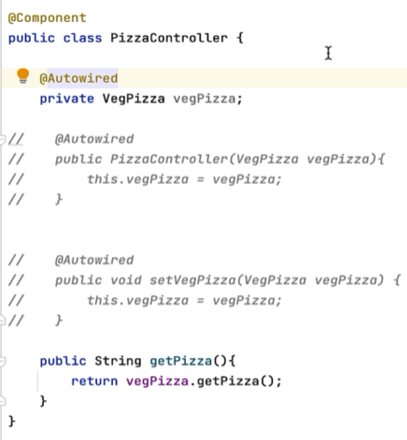 @Component
public class PizzaController {
@Autowired
private VegPizza vegPizza;
//    @Autowired
//    public PizzaController(VegPizza vegPizza){
//        this.vegPizza = vegPizza;
//    }
//    @Autowired
//    public void setVegPizza(VegPizza vegPizza) {
//        this.vegPizza = vegPizza;
//    }
public String getPizza(){
return vegPizza.getPizza();
}
}